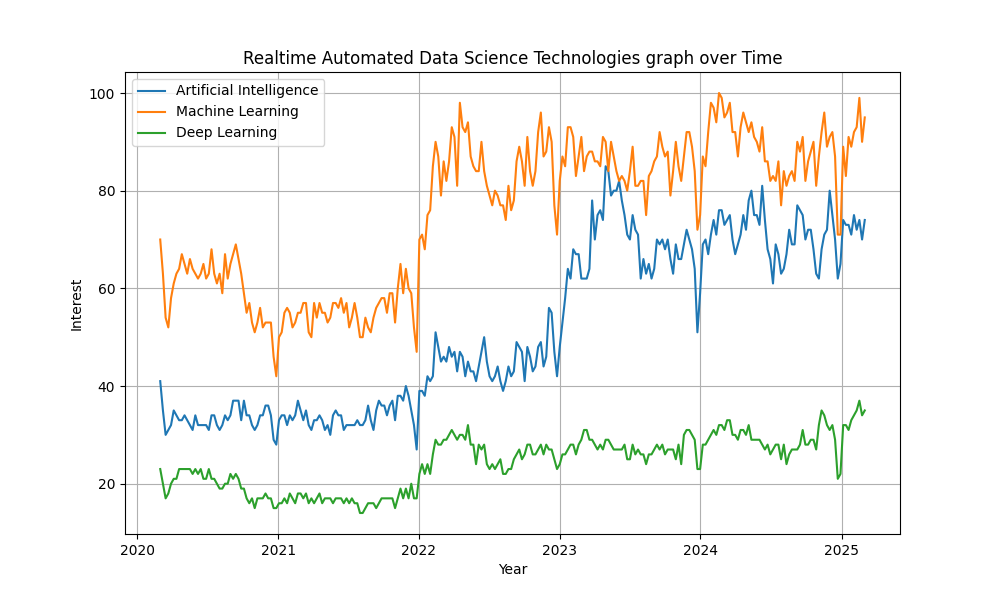 Realtime Automated Data Science Technologies graph over Time
Artificial Intelligence
Machine Learning
Deep Learning
100
80
60
40
20
Interest
2020 2021 2022 2023 2024 2025
Year